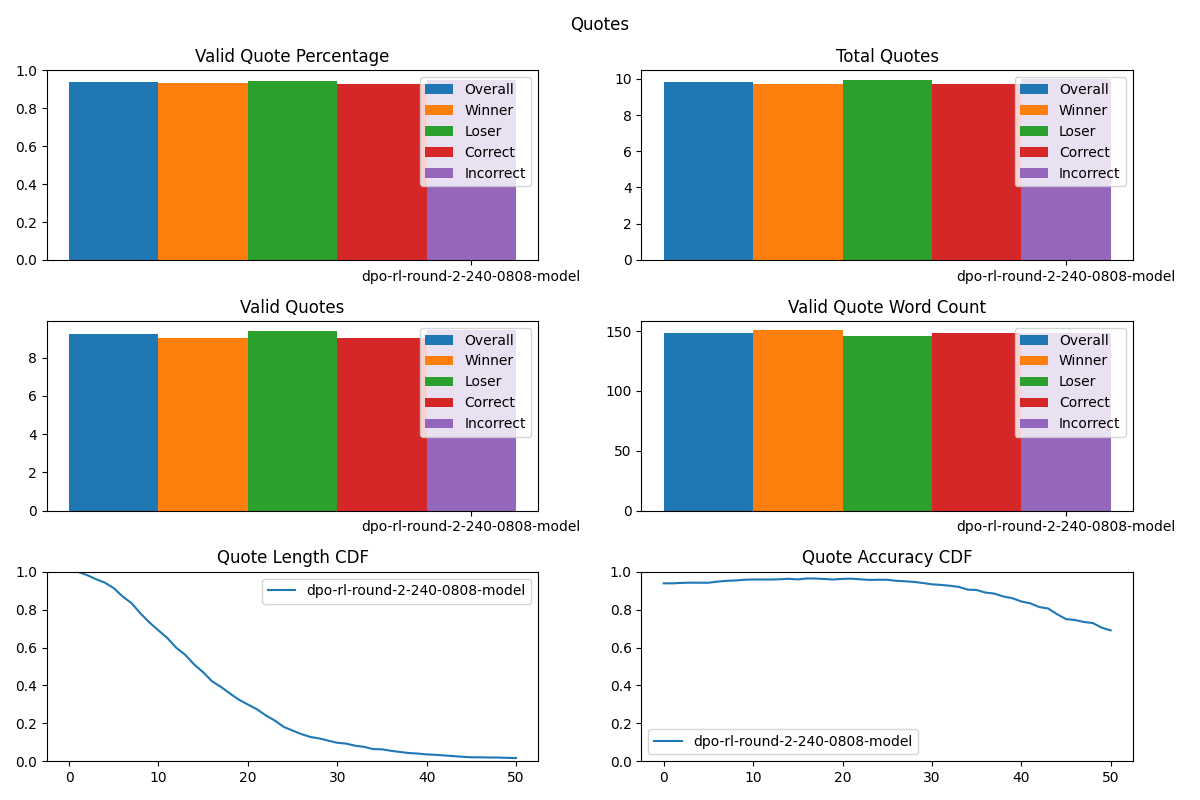 Quotes
Valid Quote Percentage
1.0
0.8
0.6
0.4
0.2
0.0
Overall
Winner
Loser
Correct
Incorrect
dpo-rl-round-2-240-0808-model
Total Quotes
10
8
6
4
2
0
Overall
Winner
Loser
Correct
Incorrect
dpo-rl-round-2-240-0808-model
Valid Quotes
8
6
4
2
0
Overall
Winner
Loser
Correct
Incorrect
dpo-rl-round-2-240-0808-model
Valid Quote Word Count
150
100
50
0
Overall
Winner
Loser
Correct
Incorrect
dpo-rl-round-2-240-0808-model
Quote Length CDF
1.0
0.8
0.6
0.4
0.2
0.0
dpo-rl-round-2-240-0808-model
0 10 20 30 40 50
Quote Accuracy CDF
1.0
0.8
0.6
0.4
0.2
0.0
dpo-rl-round-2-240-0808-model
0 10 20 30 40 50